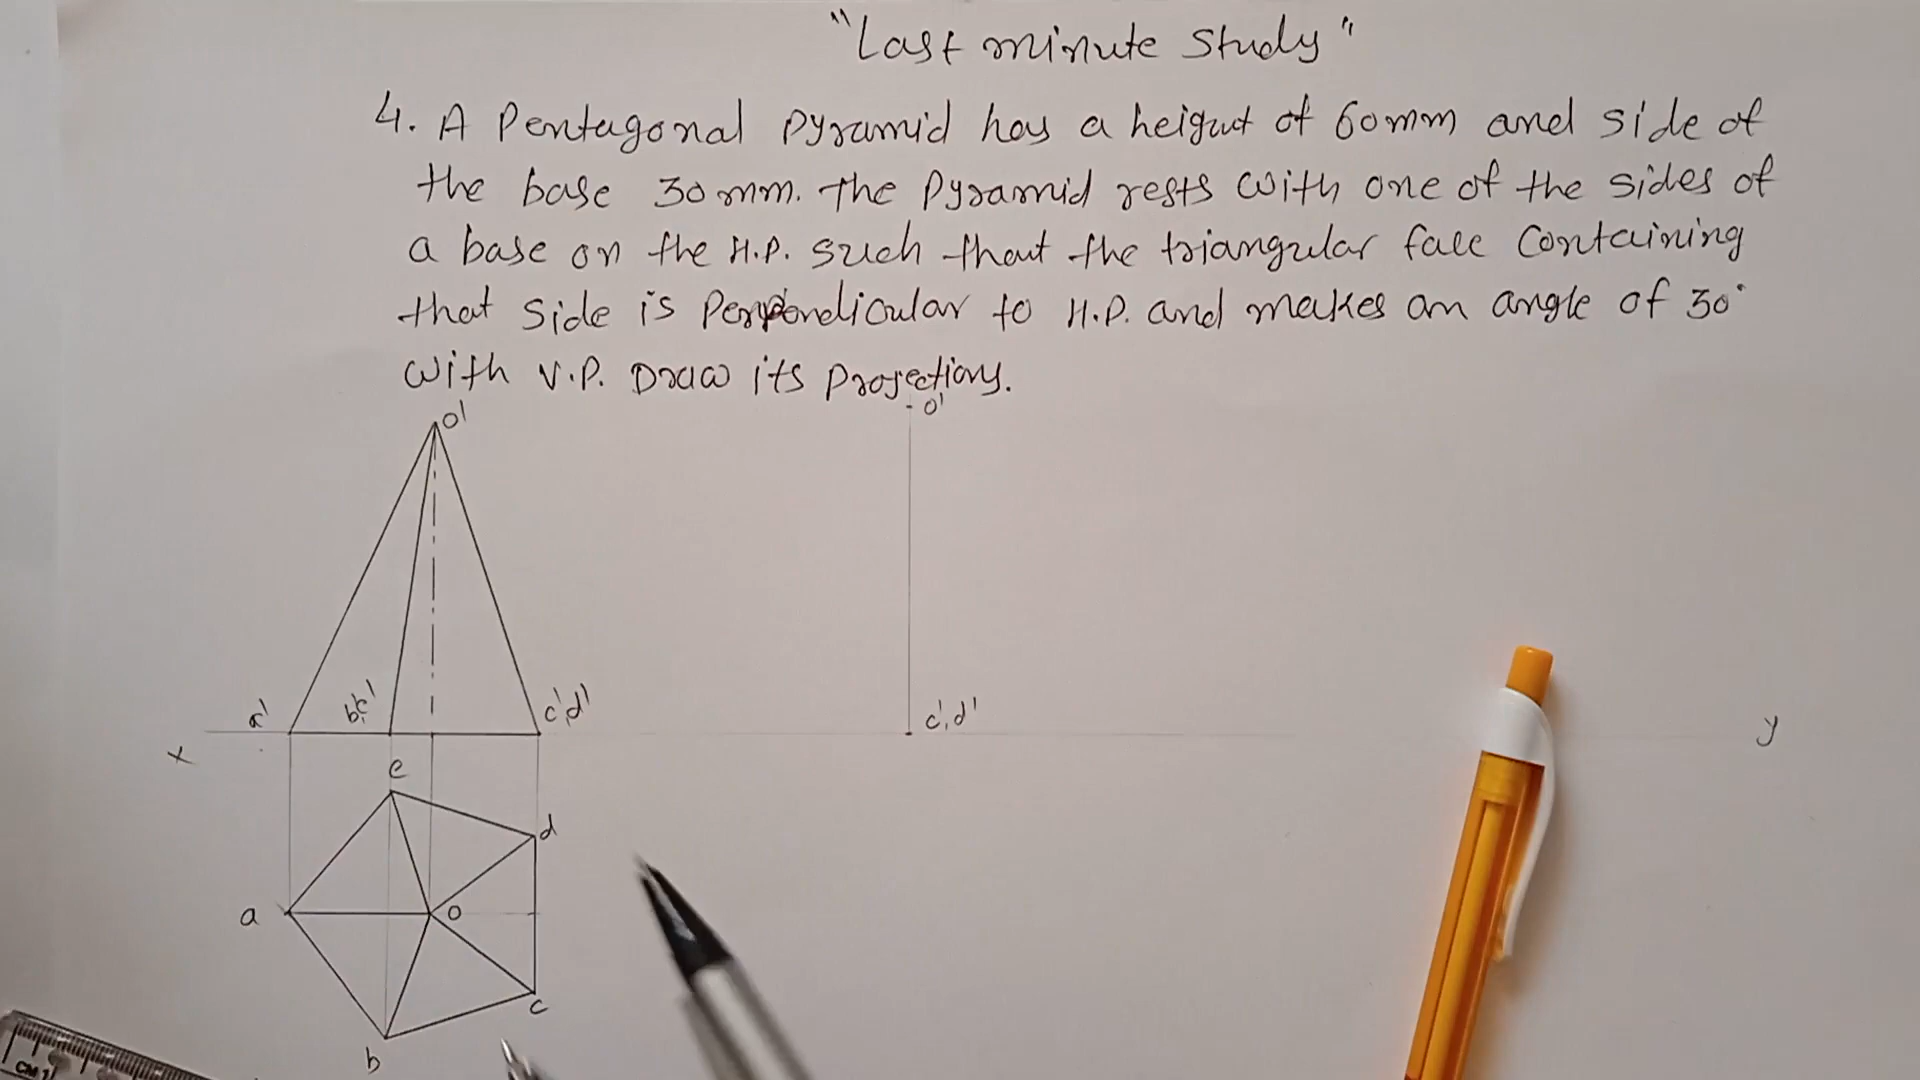 "Last minute Study"
4. A Pentagonal pyramid has a height of 60mm and side of
the base 30mm. The pyramid rests with one of the sides of
a base on the H.P. such that the triangular face containing
that side is Perpendicular to H.P. and makes an angle of 30°
with V.P. Draw its projections.
o'
o'
a'
b',e'
c',d'
c',d'
x
y
e
d
a
o
c
b
CM 1